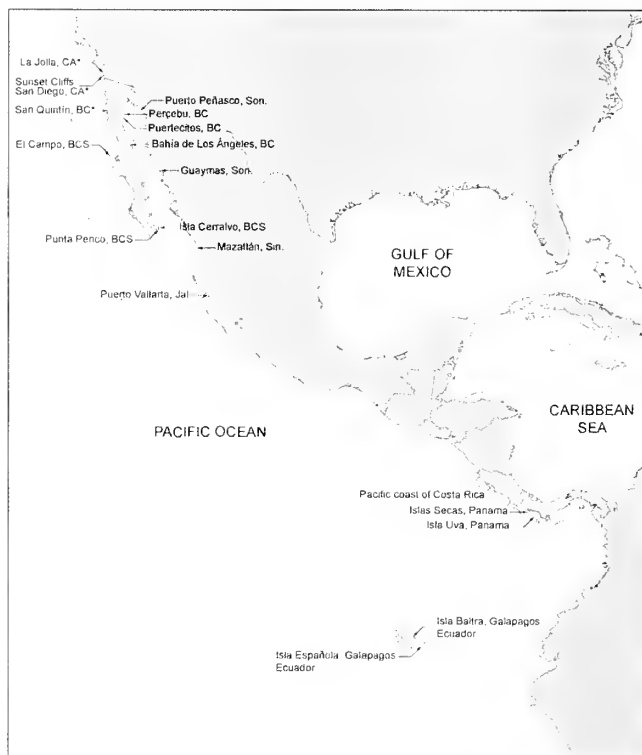 La Jolla, CA*
Sunset Cliffs
San Diego, CA*
San Quintín, BC*
El Campo, BCS
Puerto Peñasco, Son.
Perçebu, BC
Puertecitos, BC
Bahía de Los Ángeles, BC
Guaymas, Son.
Isla Cerralvo, BCS
Punta Perico, BCS
Mazatlán, Sin.
GULF OF
MEXICO
Puerto Vallarta, Jal
CARIBBEAN
SEA
PACIFIC OCEAN
Pacific coast of Costa Rica
Islas Secas, Panama
Isla Uva, Panama
Isla Baltra, Galapagos
Ecuador
Isla Española Galapagos
Ecuador